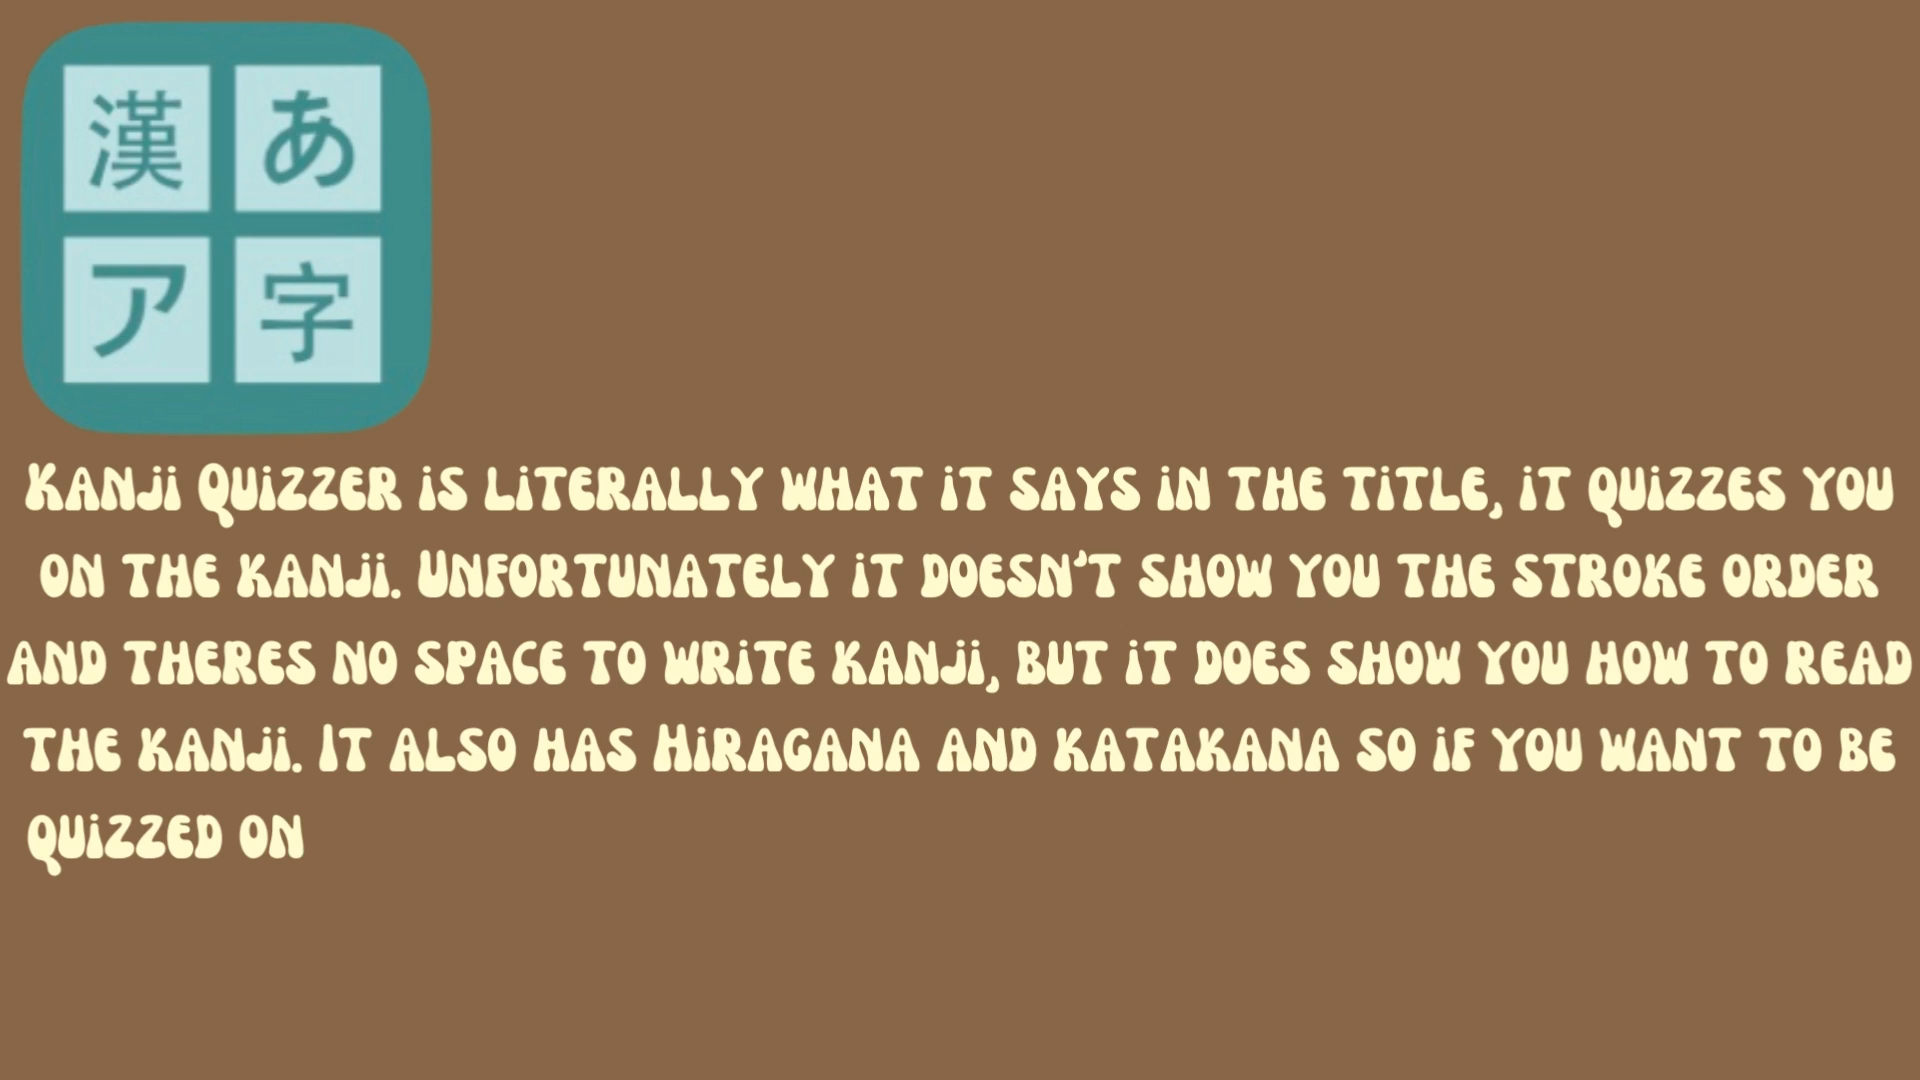 漢 あ
ア 字
Kanji Quizzer is literally what it says in the title, it quizzes you
on the kanji. Unfortunately it doesn't show you the stroke order
and theres no space to write kanji, but it does show you how to read
the kanji. It also has Hiragana and katakana so if you want to be
quizzed on